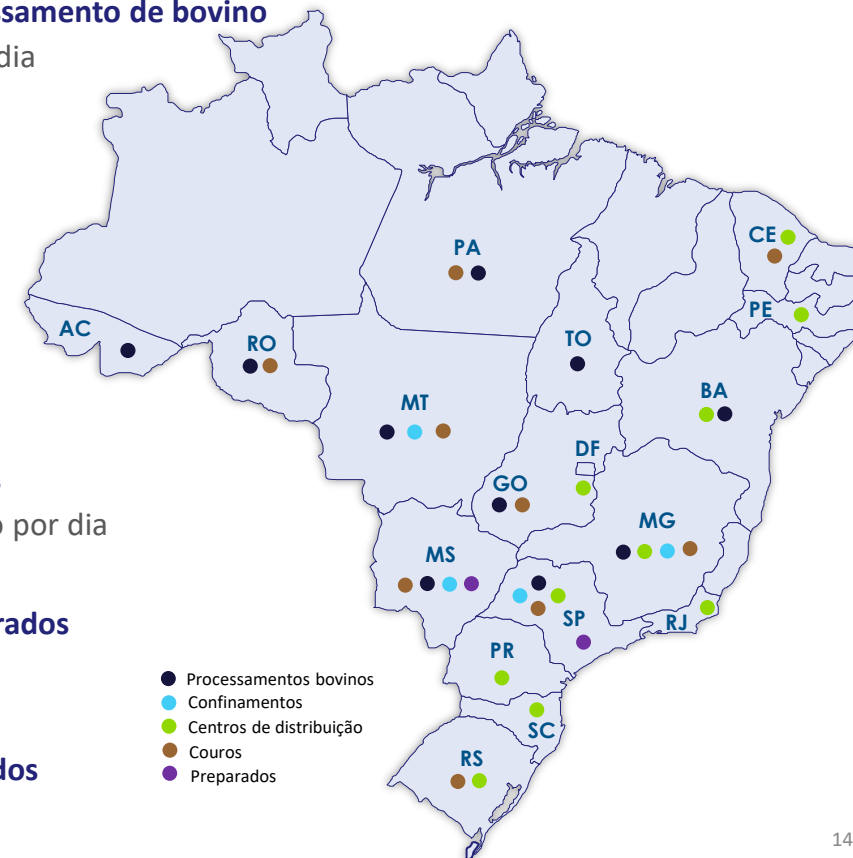 ssamento de bovino
dia
o por dia
rados
dos
PA
CE
PE
AC
RO
TO
MT
BA
DF
GO
MG
MS
SP
RJ
PR
SC
RS
Processamentos bovinos
Confinamentos
Centros de distribuição
Couros
Preparados
14